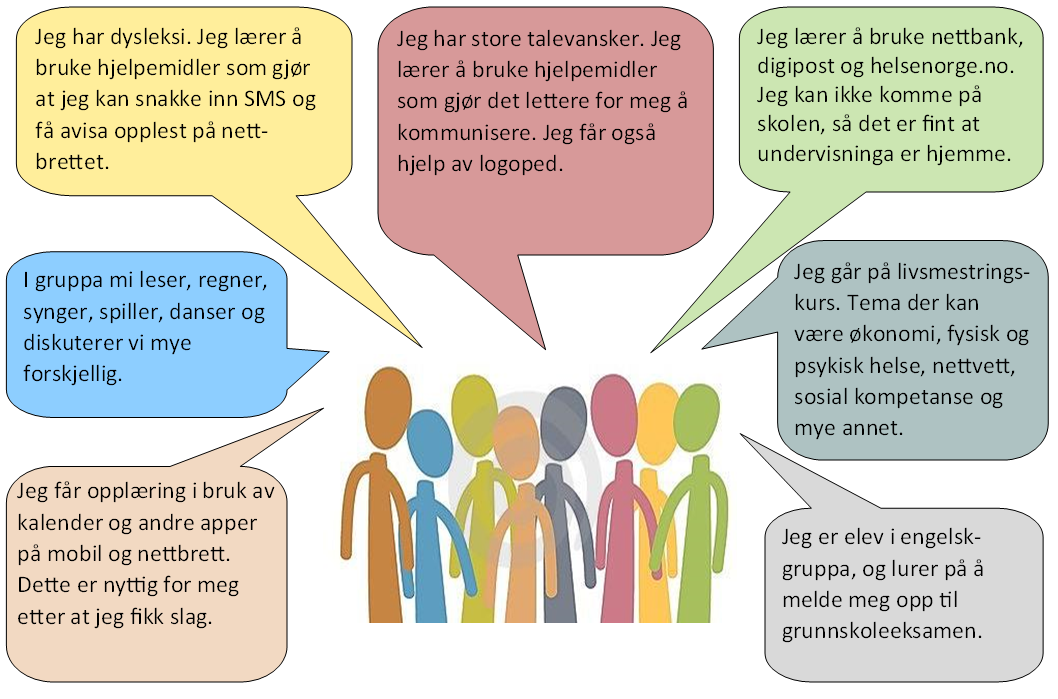 Jeg har dysleksi. Jeg lærer å
bruke hjelpemidler som gjør
at jeg kan snakke inn SMS og
få avisa opplest på nett-
brettet.
Jeg har store talevansker. Jeg
lærer å bruke hjelpemidler
som gjør det lettere for meg å
kommunisere. Jeg får også
hjelp av logoped.
Jeg lærer å bruke nettbank,
digipost og helsenorge.no.
Jeg kan ikke komme på
skolen, så det er fint at
undervisninga er hjemme.
I gruppa mi leser, regner,
synger, spiller, danser og
diskuterer vi mye
forskjellig.
Jeg går på livsmestrings-
kurs. Tema der kan
være økonomi, fysisk og
psykisk helse, nettvett,
sosial kompetanse og
mye annet.
Jeg får opplæring i bruk av
kalender og andre apper
på mobil og nettbrett.
Dette er nyttig for meg
etter at jeg fikk slag.
Jeg er elev i engelsk-
gruppa, og lurer på å
melde meg opp til
grunnskoleeksamen.